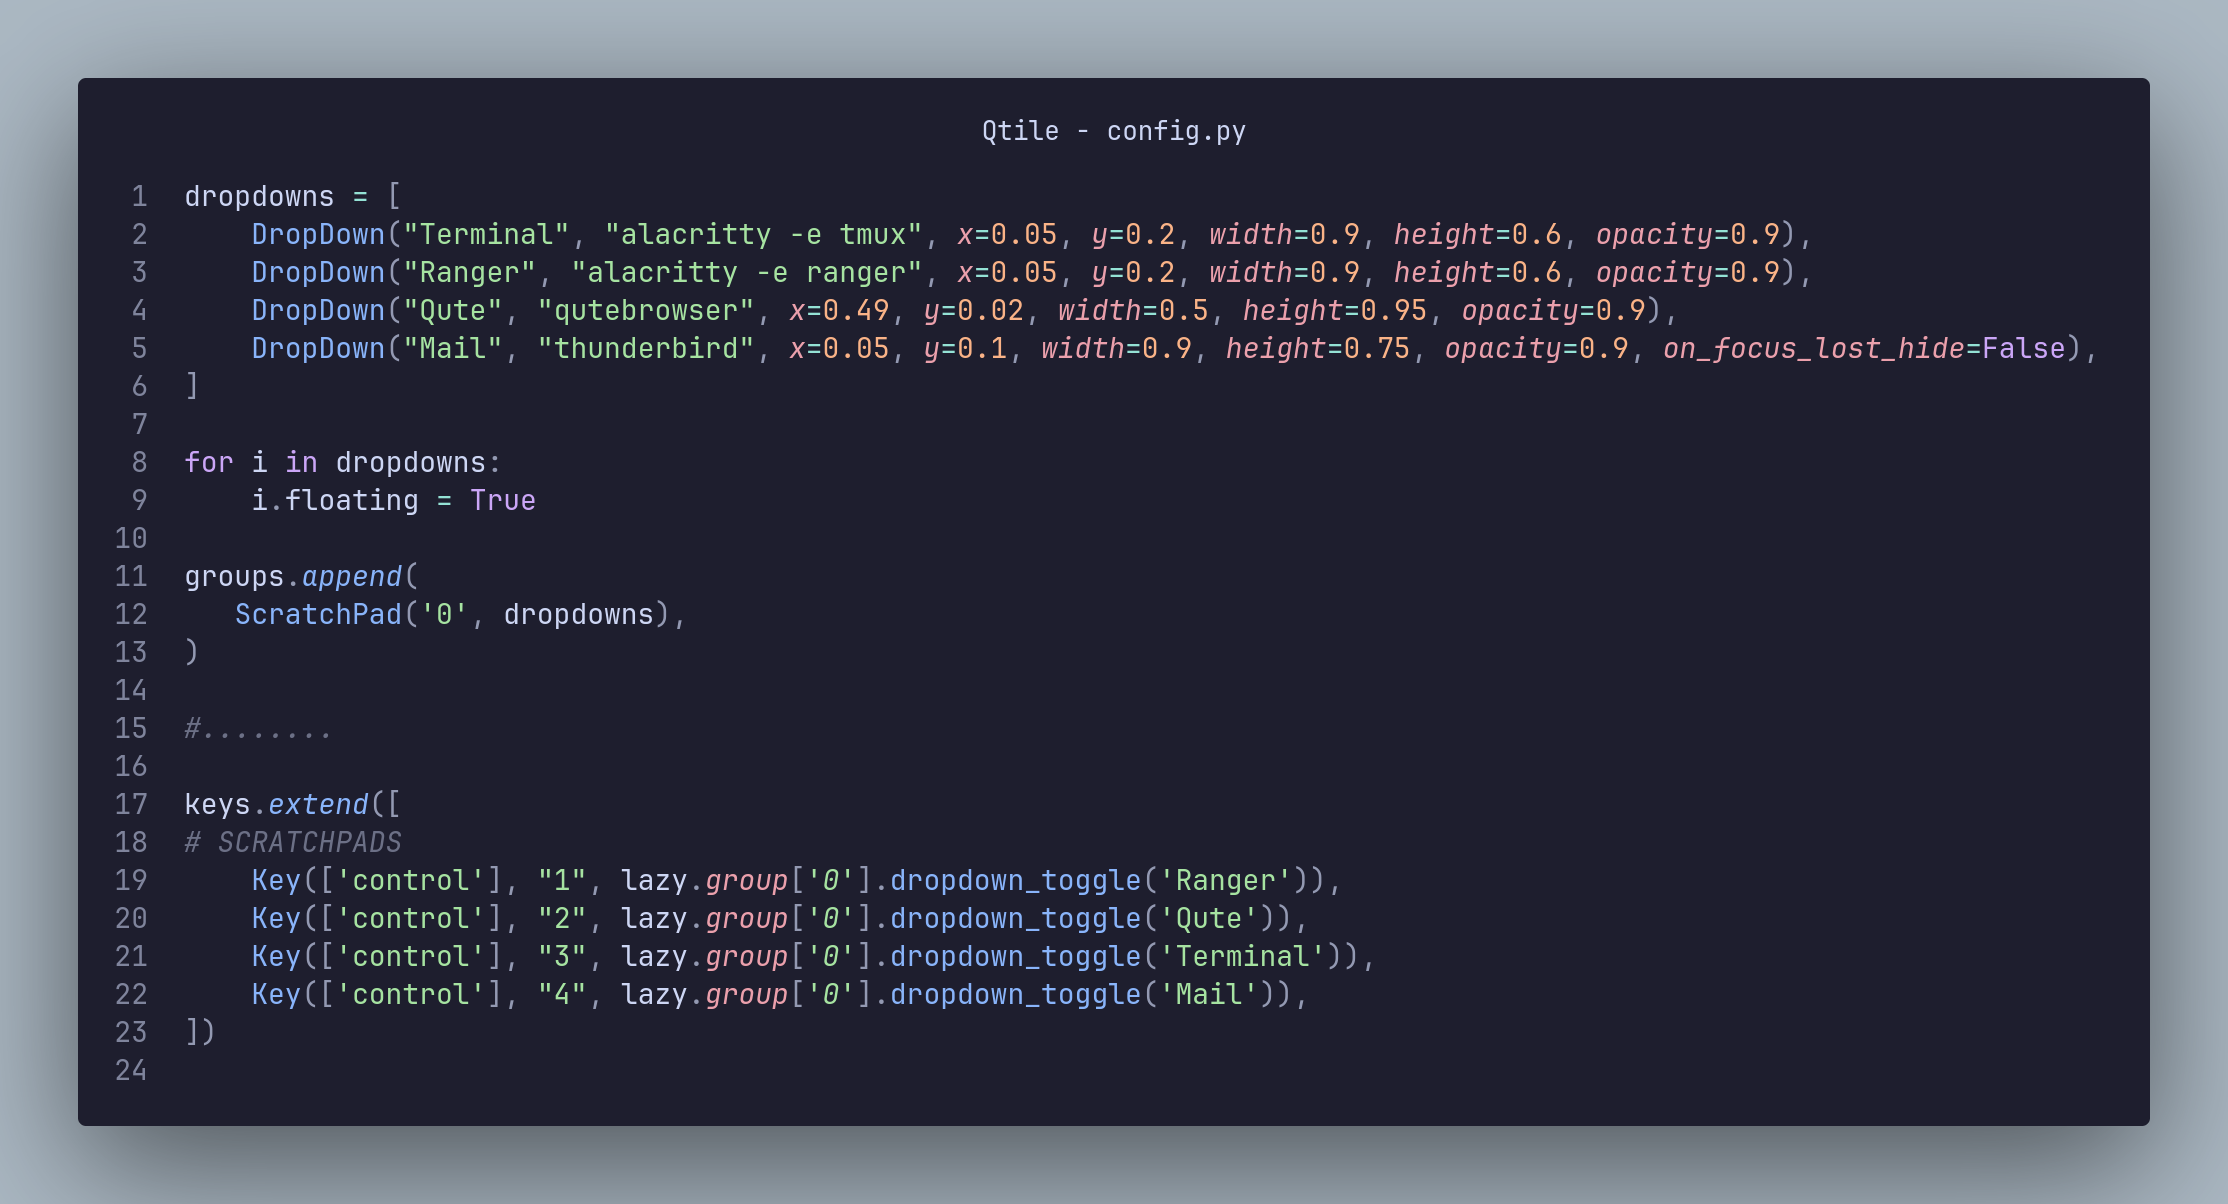 Qtile - config.py
1 dropdowns = [
2     DropDown("Terminal", "alacritty -e tmux", x=0.05, y=0.2, width=0.9, height=0.6, opacity=0.9),
3     DropDown("Ranger", "alacritty -e ranger", x=0.05, y=0.2, width=0.9, height=0.6, opacity=0.9),
4     DropDown("Qute", "qutebrowser", x=0.49, y=0.02, width=0.5, height=0.95, opacity=0.9),
5     DropDown("Mail", "thunderbird", x=0.05, y=0.1, width=0.9, height=0.75, opacity=0.9, on_focus_lost_hide=False),
6 ]
7
8 for i in dropdowns:
9     i.floating = True
10
11 groups.append(
12    ScratchPad('0', dropdowns),
13 )
14
15 #........
16
17 keys.extend([
18 # SCRATCHPADS
19     Key(['control'], "1", lazy.group['0'].dropdown_toggle('Ranger')),
20     Key(['control'], "2", lazy.group['0'].dropdown_toggle('Qute')),
21     Key(['control'], "3", lazy.group['0'].dropdown_toggle('Terminal')),
22     Key(['control'], "4", lazy.group['0'].dropdown_toggle('Mail')),
23 ])
24